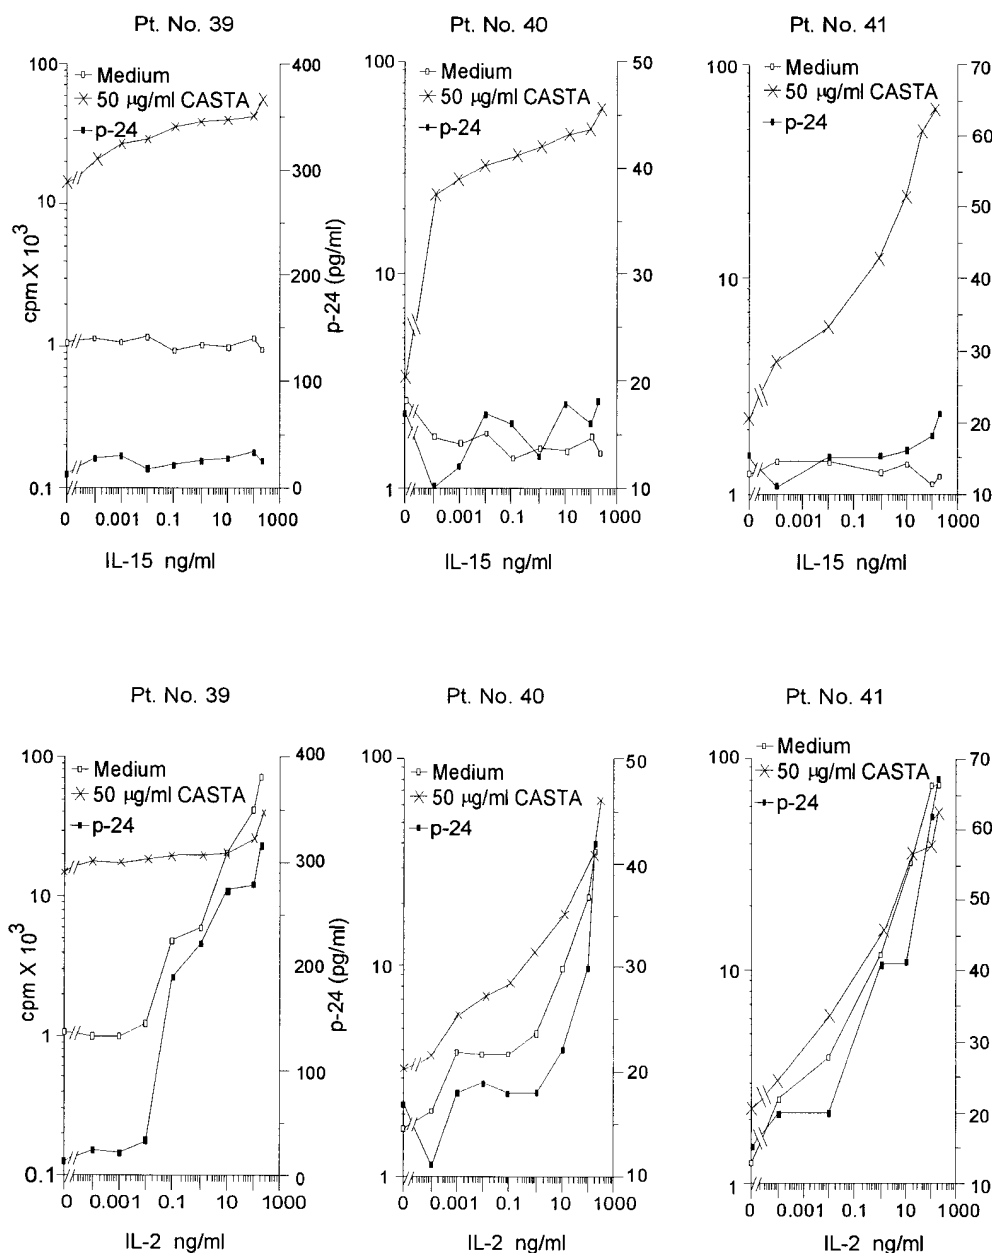 Pt. No. 39
100
10
1
0.1
cpm X 10³
400
300
200
100
0
p-24 (pg/ml)
Medium
50 µg/ml CASTA
p-24
0 0.001 0.1 10 1000
IL-15 ng/ml
Pt. No. 40
100
10
1
50
40
30
20
10
Medium
50 µg/ml CASTA
p-24
0 0.001 0.1 10 1000
IL-15 ng/ml
Pt. No. 41
100
10
1
70
60
50
40
30
20
10
Medium
50 µg/ml CASTA
p-24
0 0.001 0.1 10 1000
IL-15 ng/ml
Pt. No. 39
100
10
1
0.1
cpm X 10³
400
300
200
100
0
p-24 (pg/ml)
Medium
50 µg/ml CASTA
p-24
0 0.001 0.1 10 1000
IL-2 ng/ml
Pt. No. 40
100
10
1
50
40
30
20
10
Medium
50 µg/ml CASTA
p-24
0 0.001 0.1 10 1000
IL-2 ng/ml
Pt. No. 41
100
10
1
70
60
50
40
30
20
10
Medium
50 µg/ml CASTA
p-24
0 0.001 0.1 10 1000
IL-2 ng/ml